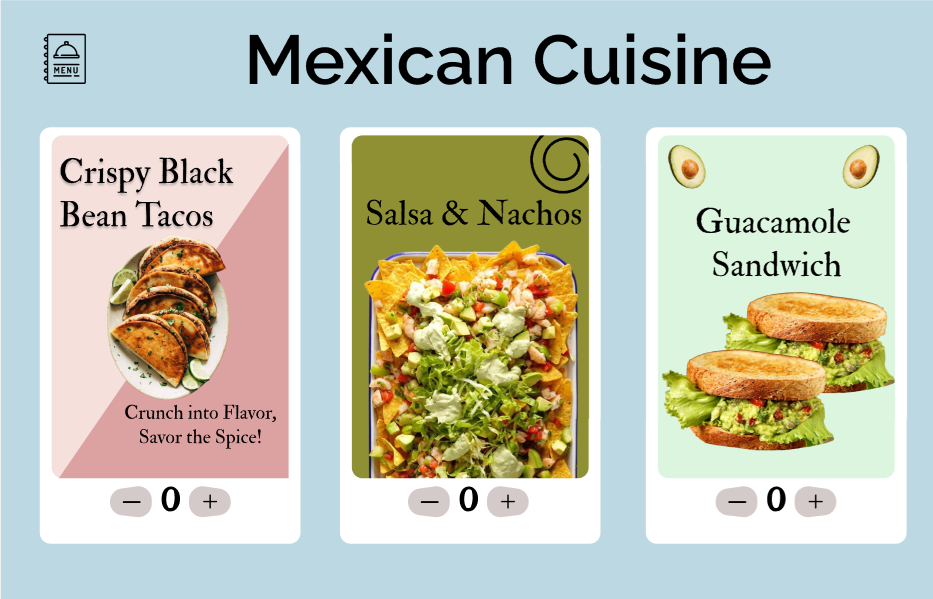 MENU
Mexican Cuisine
Crispy Black
Bean Tacos
Crunch into Flavor,
Savor the Spice!
− 0 +
Salsa & Nachos
− 0 +
Guacamole
Sandwich
− 0 +